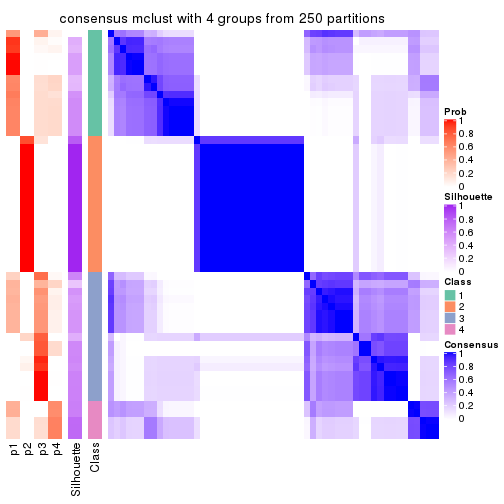 consensus mclust with 4 groups from 250 partitions
Prob
1
0.8
0.6
0.4
0.2
0
Silhouette
1
0.8
0.6
0.4
0.2
0
Class
1
2
3
4
Consensus
1
0.8
0.6
0.4
0.2
0
p1
p2
p3
p4
Silhouette
Class